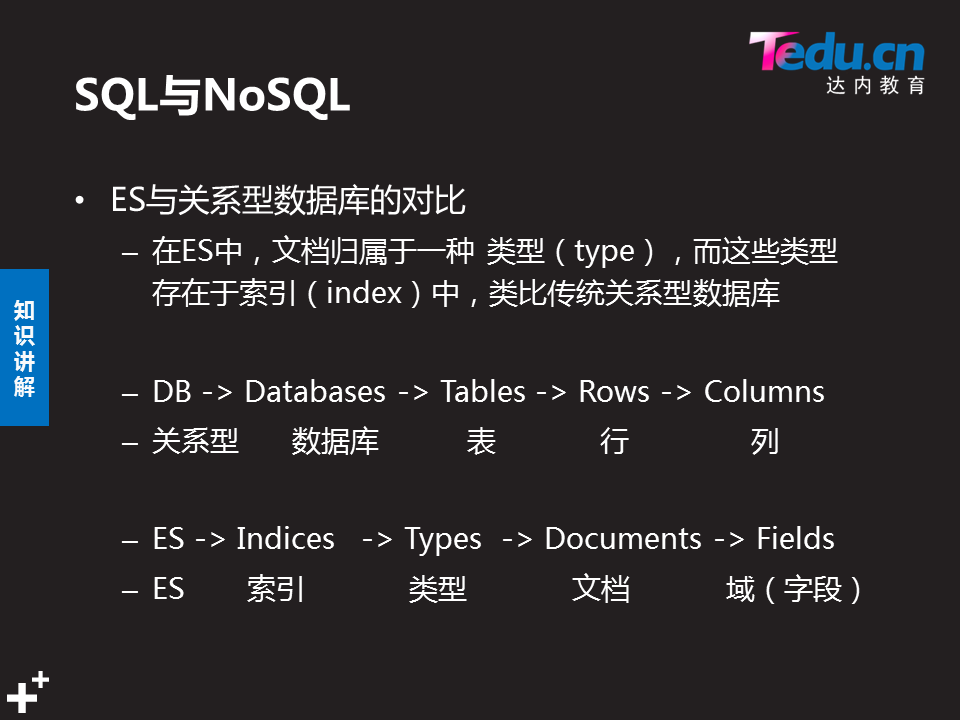 Tedu.cn
达内教育
SQL与NoSQL
• ES与关系型数据库的对比
– 在ES中，文档归属于一种 类型（type），而这些类型
存在于索引（index）中，类比传统关系型数据库
– DB -> Databases -> Tables -> Rows -> Columns
– 关系型 数据库 表 行 列
– ES -> Indices -> Types -> Documents -> Fields
– ES 索引 类型 文档 域（字段）
知
识
讲
解